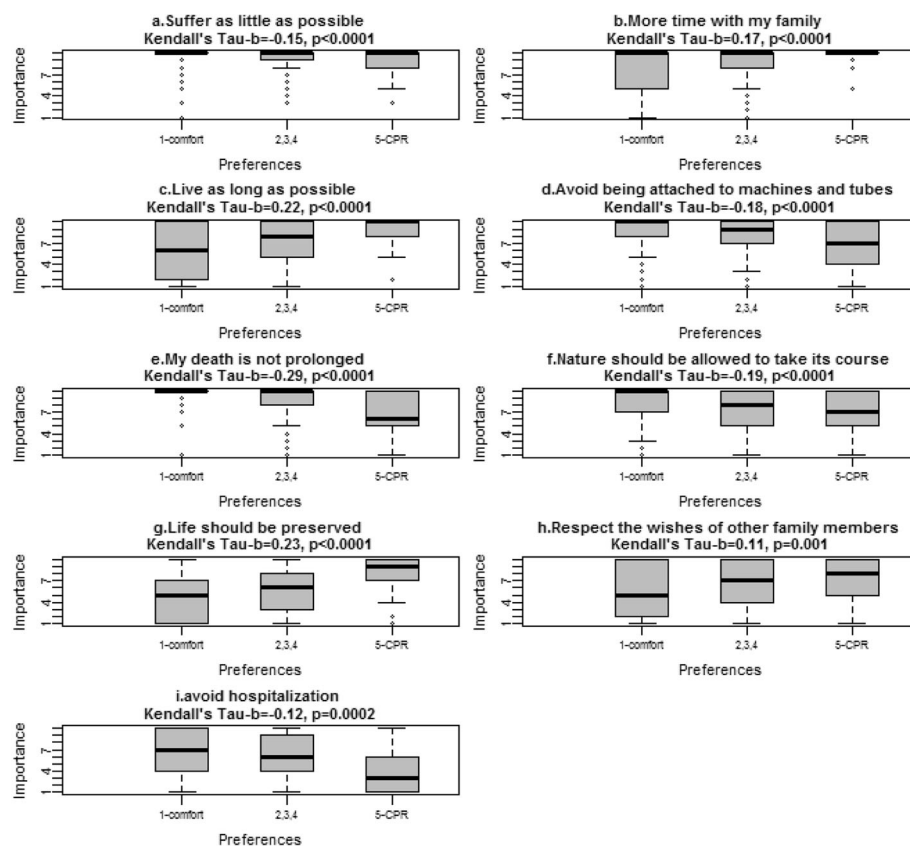 a.Suffer as little as possible
Kendall's Tau-b=-0.15, p<0.0001
Importance
7
4
1
1-comfort 2,3,4 5-CPR
Preferences
b.More time with my family
Kendall's Tau-b=0.17, p<0.0001
Importance
7
4
1
1-comfort 2,3,4 5-CPR
Preferences
c.Live as long as possible
Kendall's Tau-b=0.22, p<0.0001
Importance
7
4
1
1-comfort 2,3,4 5-CPR
Preferences
d.Avoid being attached to machines and tubes
Kendall's Tau-b=-0.18, p<0.0001
Importance
7
4
1
1-comfort 2,3,4 5-CPR
Preferences
e.My death is not prolonged
Kendall's Tau-b=-0.29, p<0.0001
Importance
7
4
1
1-comfort 2,3,4 5-CPR
Preferences
f.Nature should be allowed to take its course
Kendall's Tau-b=-0.19, p<0.0001
Importance
7
4
1
1-comfort 2,3,4 5-CPR
Preferences
g.Life should be preserved
Kendall's Tau-b=0.23, p<0.0001
Importance
7
4
1
1-comfort 2,3,4 5-CPR
Preferences
h.Respect the wishes of other family members
Kendall's Tau-b=0.11, p=0.001
Importance
7
4
1
1-comfort 2,3,4 5-CPR
Preferences
i.avoid hospitalization
Kendall's Tau-b=-0.12, p=0.0002
Importance
7
4
1
1-comfort 2,3,4 5-CPR
Preferences